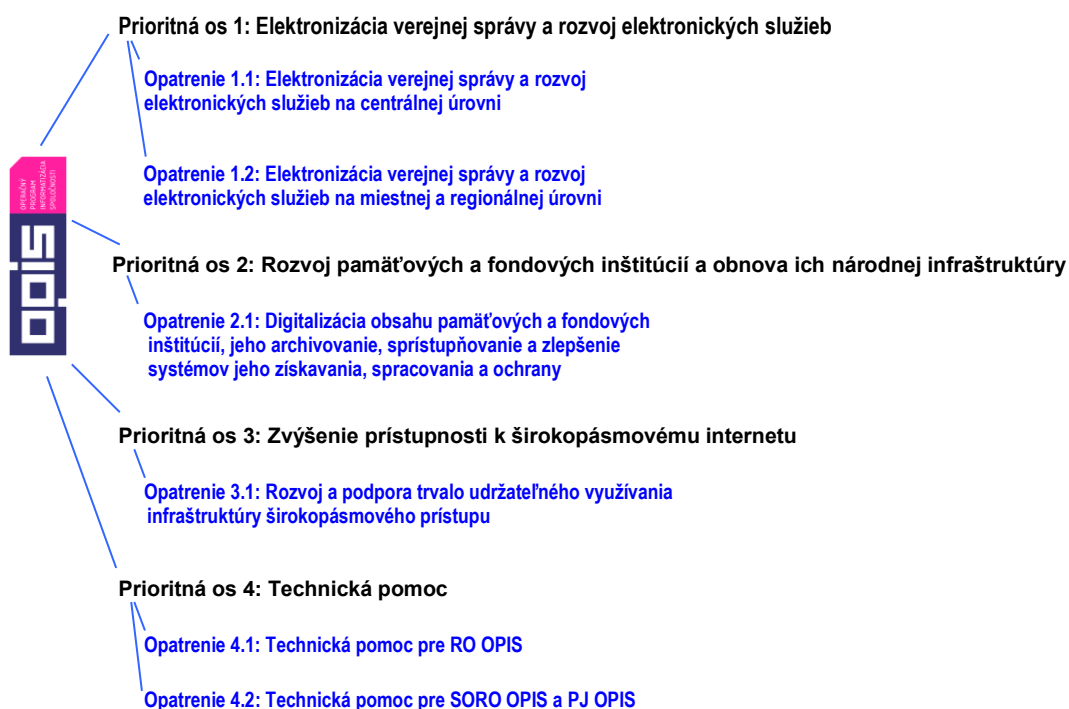 Prioritná os 1: Elektronizácia verejnej správy a rozvoj elektronických služieb
Opatrenie 1.1: Elektronizácia verejnej správy a rozvoj
elektronických služieb na centrálnej úrovni
Opatrenie 1.2: Elektronizácia verejnej správy a rozvoj
elektronických služieb na miestnej a regionálnej úrovni
OPERAČNÝ
PROGRAM
INFORMATIZÁCIA
SPOLOČNOSTI
opis
Prioritná os 2: Rozvoj pamäťových a fondových inštitúcií a obnova ich národnej infraštruktúry
Opatrenie 2.1: Digitalizácia obsahu pamäťových a fondových
inštitúcií, jeho archivovanie, sprístupňovanie a zlepšenie
systémov jeho získavania, spracovania a ochrany
Prioritná os 3: Zvýšenie prístupnosti k širokopásmovému internetu
Opatrenie 3.1: Rozvoj a podpora trvalo udržateľného využívania
infraštruktúry širokopásmového prístupu
Prioritná os 4: Technická pomoc
Opatrenie 4.1: Technická pomoc pre RO OPIS
Opatrenie 4.2: Technická pomoc pre SORO OPIS a PJ OPIS